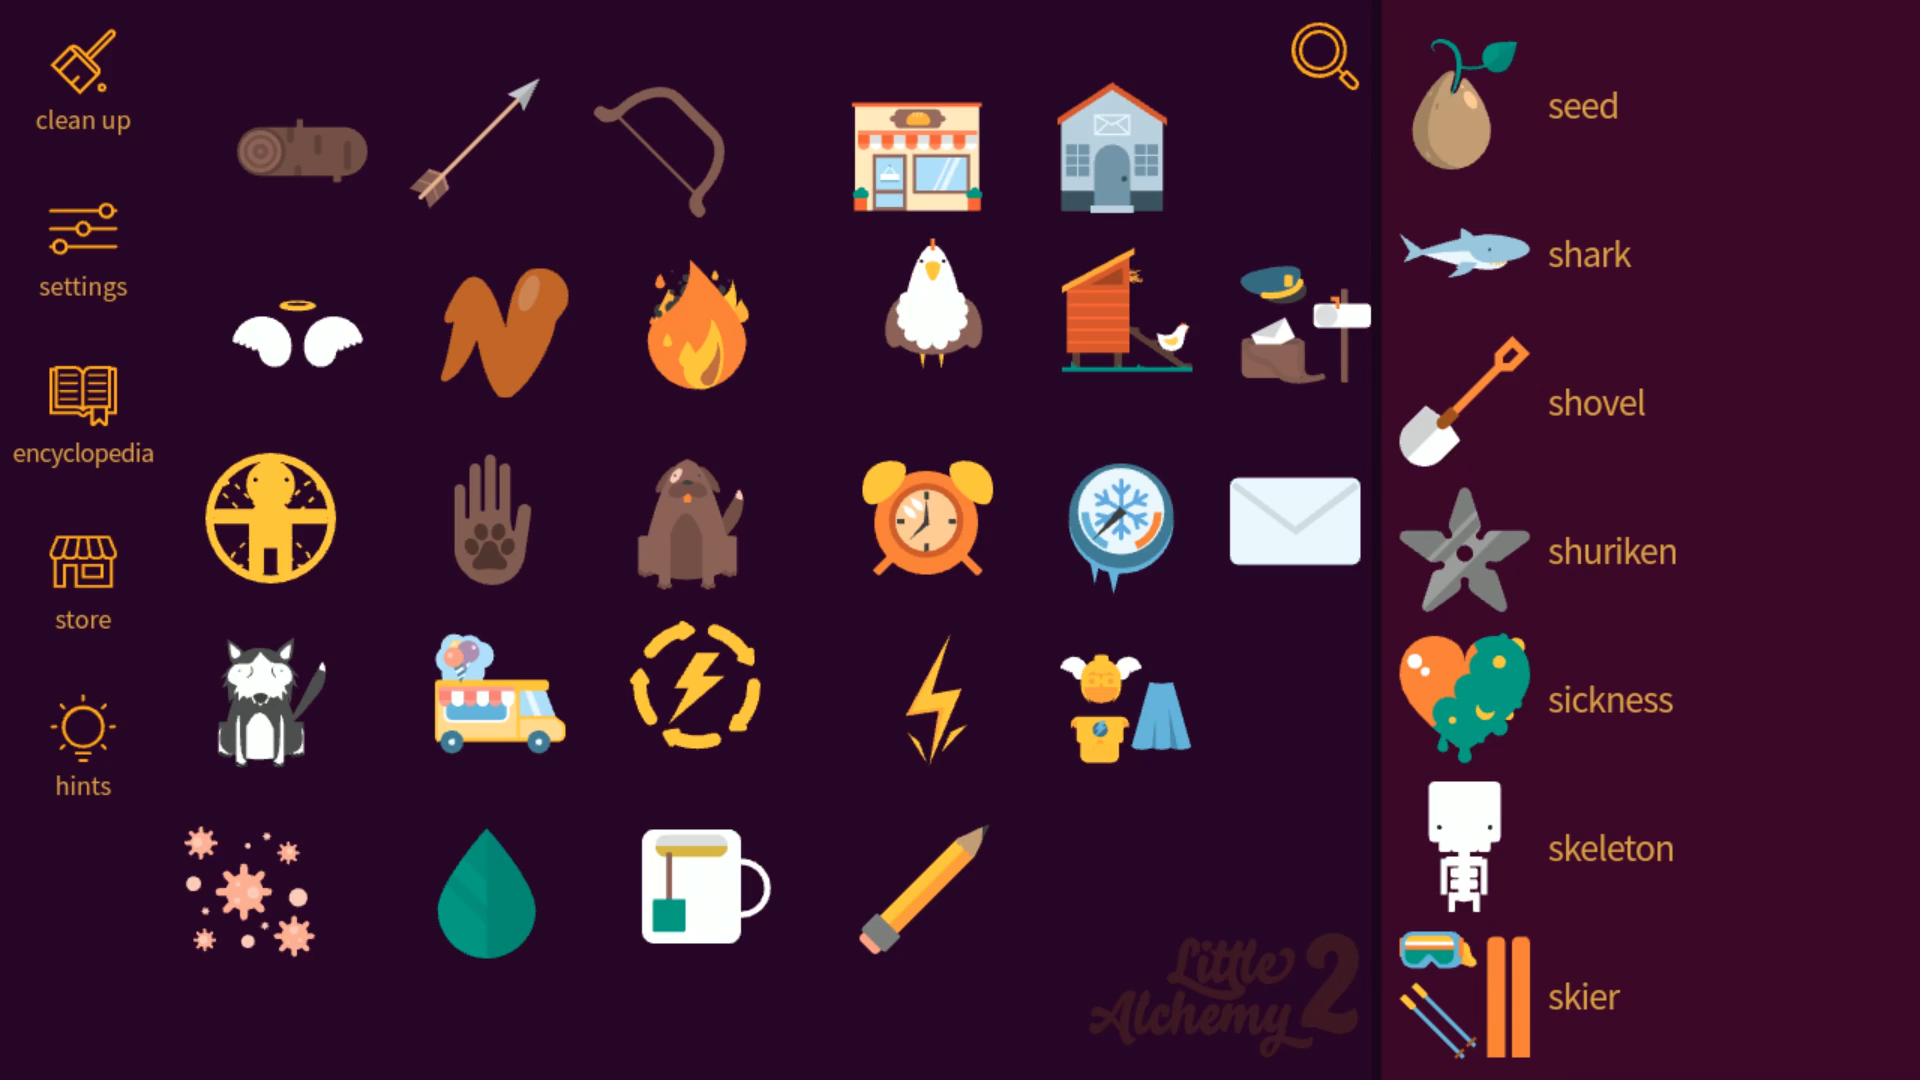 clean up
settings
encyclopedia
store
hints
seed
shark
shovel
shuriken
sickness
skeleton
skier
Little
Alchemy 2